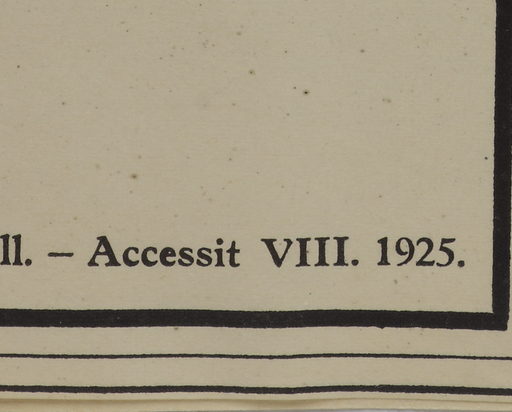 ll. – Accessit VIII. 1925.